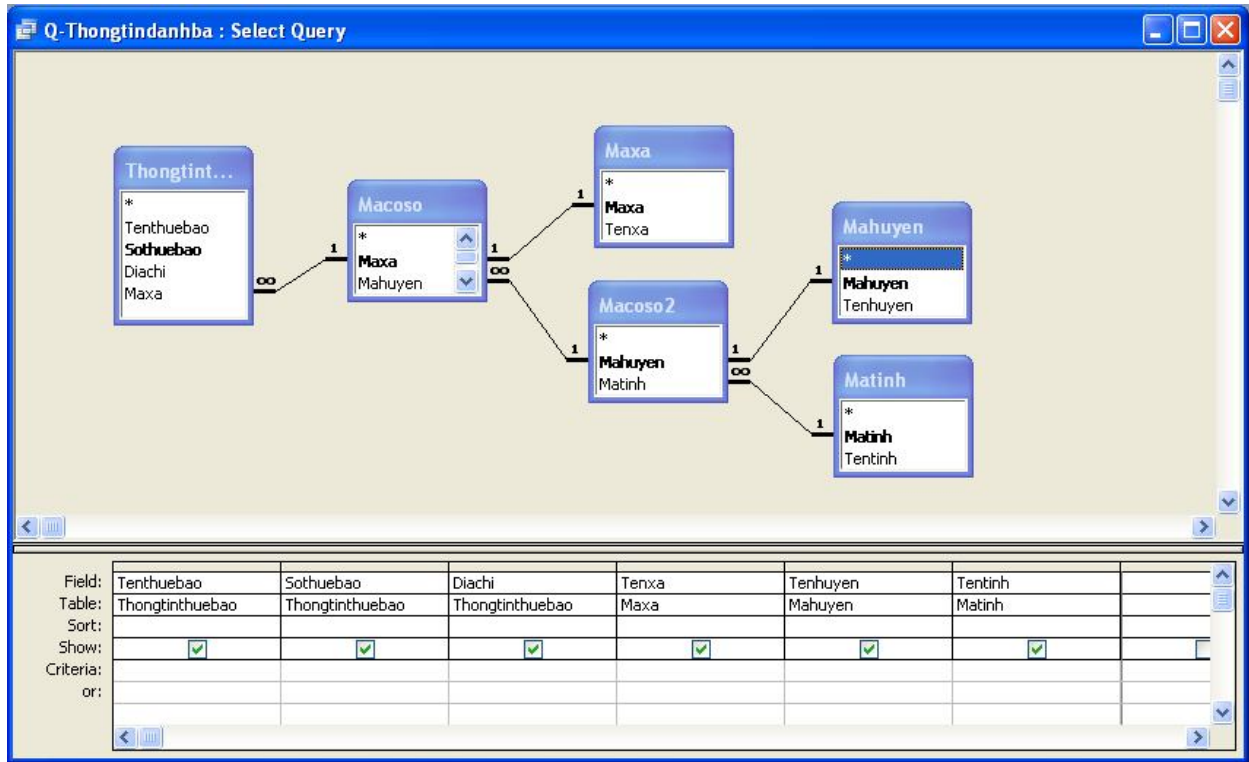 Q-Thongtindanhba : Select Query
Thongtint...
*
Tenthuebao
Sothuebao
Diachi
Maxa
∞
1
Macoso
*
Maxa
Mahuyen
1
∞
1
Maxa
*
Maxa
Tenxa
1
Macoso2
*
Mahuyen
Matinh
1
∞
1
Mahuyen
*
Mahuyen
Tenhuyen
1
Matinh
*
Matinh
Tentinh
Field: Tenthuebao Sothuebao Diachi Tenxa Tenhuyen Tentinh
Table: Thongtinthuebao Thongtinthuebao Thongtinthuebao Maxa Mahuyen Matinh
Sort:
Show:
Criteria:
or: